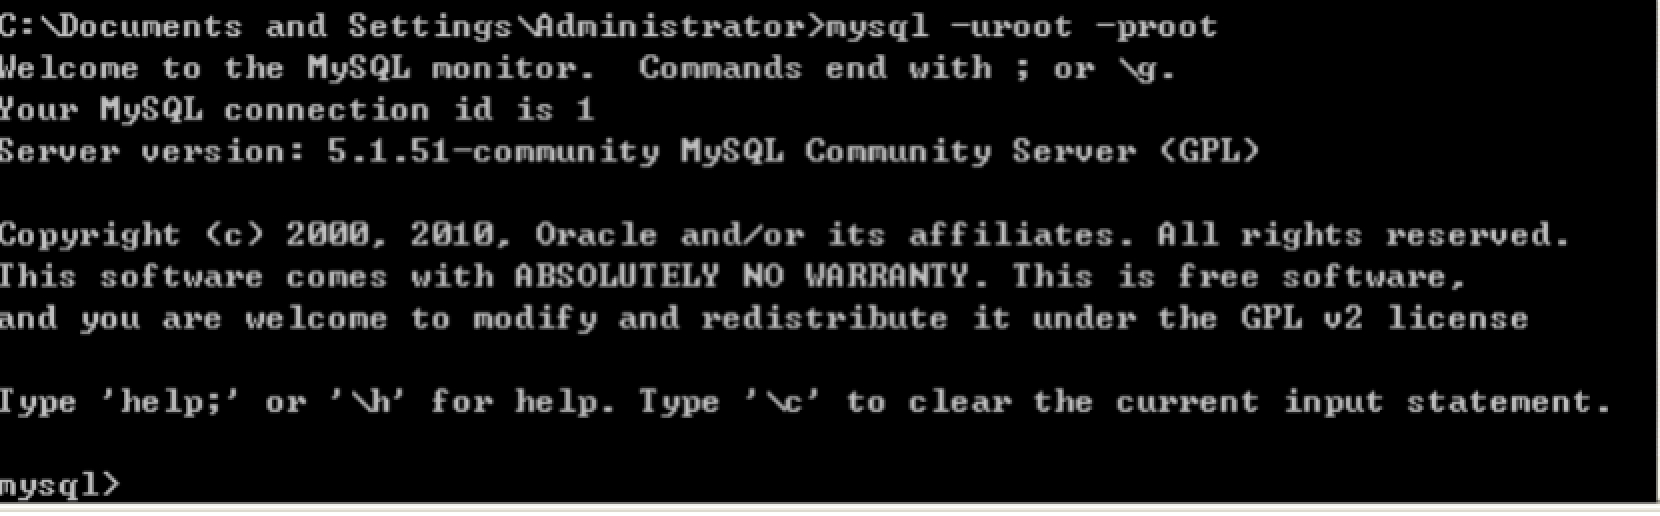 C:\Documents and Settings\Administrator>mysql -uroot -proot
Welcome to the MySQL monitor.  Commands end with ; or \g.
Your MySQL connection id is 1
Server version: 5.1.51-community MySQL Community Server (GPL)
Copyright (c) 2000, 2010, Oracle and/or its affiliates. All rights reserved.
This software comes with ABSOLUTELY NO WARRANTY. This is free software,
and you are welcome to modify and redistribute it under the GPL v2 license
Type 'help;' or '\h' for help. Type '\c' to clear the current input statement.
mysql>